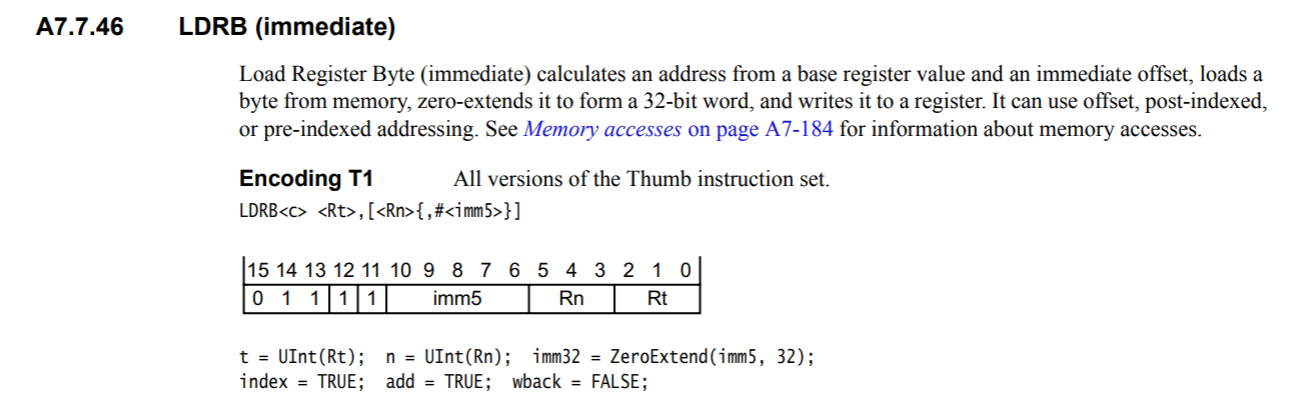 A7.7.46 LDRB (immediate)
Load Register Byte (immediate) calculates an address from a base register value and an immediate offset, loads a
byte from memory, zero-extends it to form a 32-bit word, and writes it to a register. It can use offset, post-indexed,
or pre-indexed addressing. See Memory accesses on page A7-184 for information about memory accesses.
Encoding T1 All versions of the Thumb instruction set.
LDRB<c> <Rt>,[<Rn>{,#<imm5>}]
15 14 13 12 11 10 9 8 7 6 5 4 3 2 1 0
0 1 1 1 1 imm5 Rn Rt
t = UInt(Rt); n = UInt(Rn); imm32 = ZeroExtend(imm5, 32);
index = TRUE; add = TRUE; wback = FALSE;